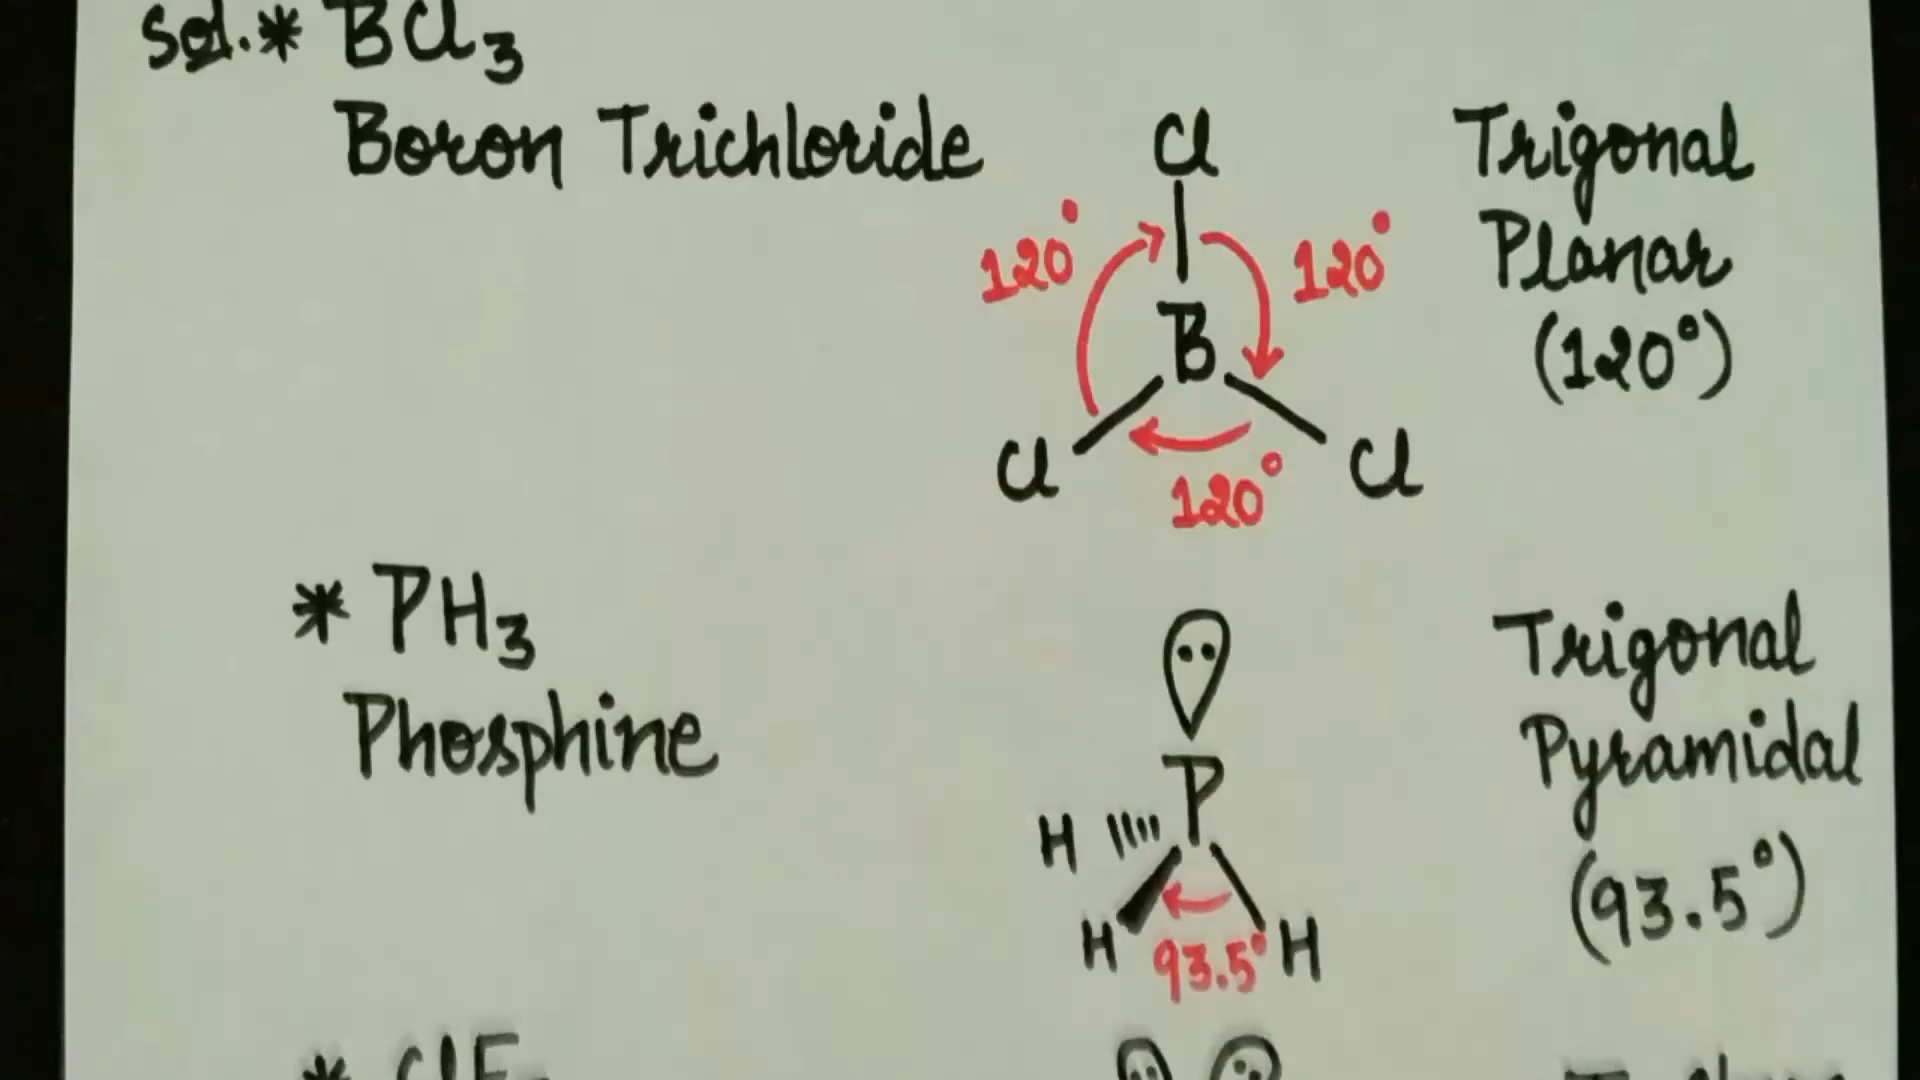 Sol.* BCl3
Boron Trichloride
Cl
Trigonal
Planar
(120°)
120°
120°
B
Cl
Cl
120°
* PH3
Phosphine
Trigonal
Pyramidal
(93.5°)
P
H
H
93.5°
H